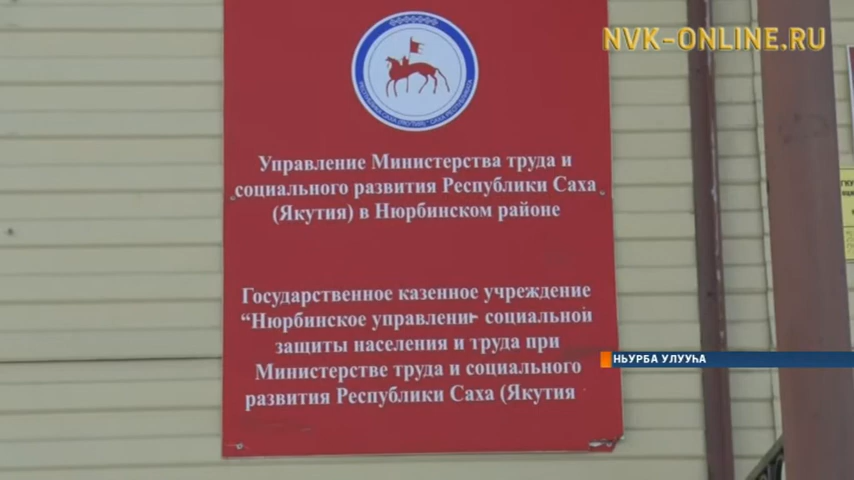 NVK-ONLINE.RU
Управление Министерства труда и
социального развития Республики Саха
(Якутия) в Нюрбинском районе
Государственное казенное учреждение
“Нюрбинское управлени- социальной
защиты населения и труда при
Министерстве труда и социального
развития Республики Саха (Якутия
НЬУРБА УЛУУҺА